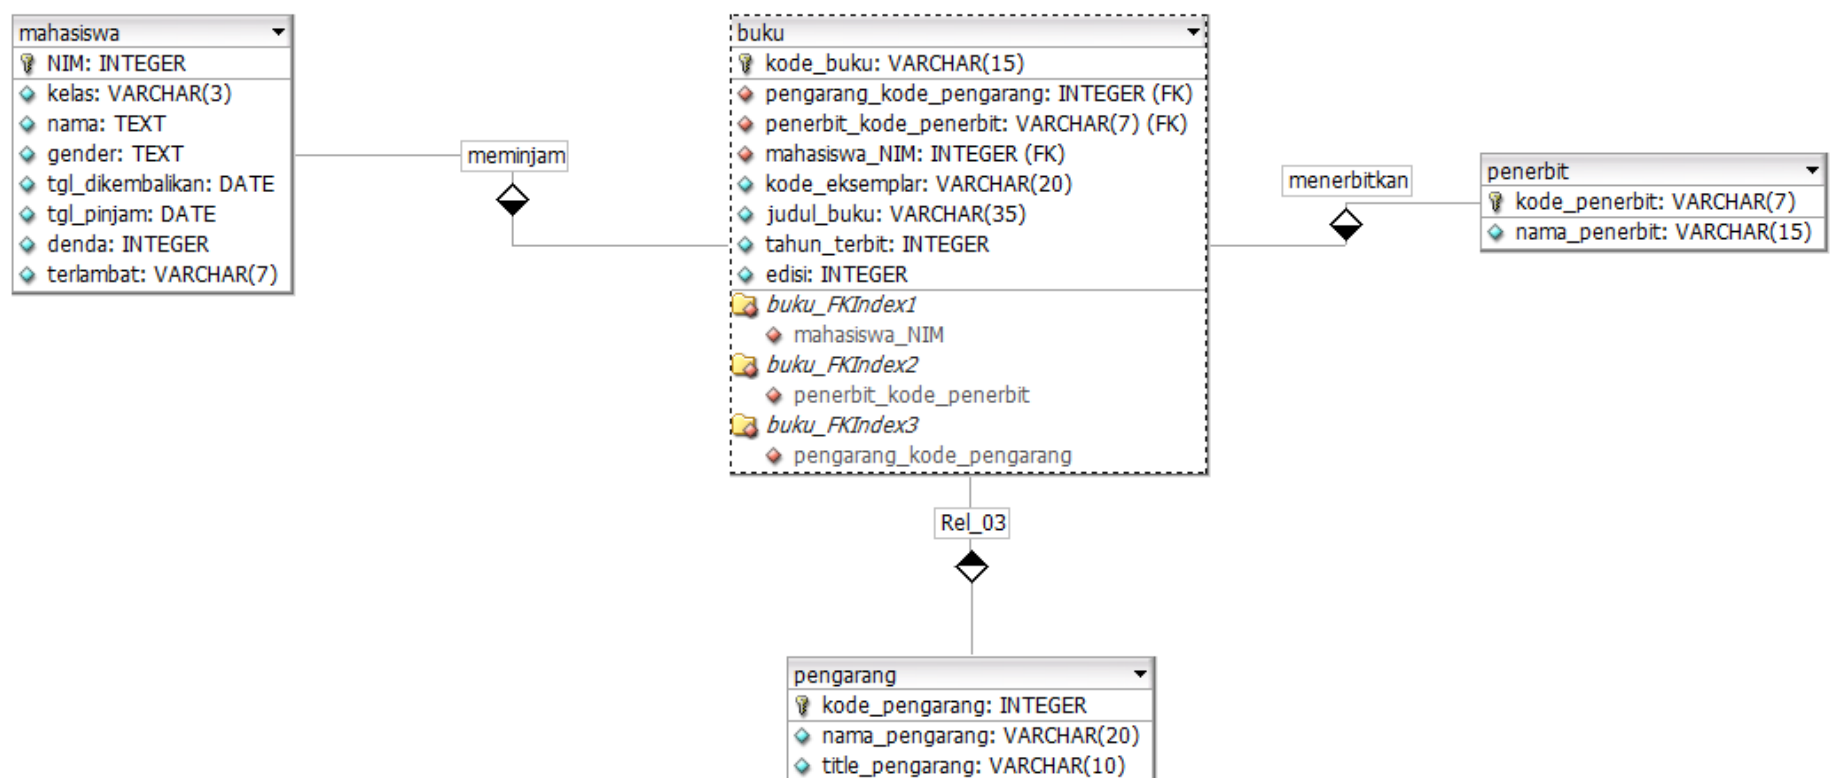 mahasiswa
NIM: INTEGER
kelas: VARCHAR(3)
nama: TEXT
gender: TEXT
tgl_dikembalikan: DATE
tgl_pinjam: DATE
denda: INTEGER
terlambat: VARCHAR(7)
meminjam
buku
kode_buku: VARCHAR(15)
pengarang_kode_pengarang: INTEGER (FK)
penerbit_kode_penerbit: VARCHAR(7) (FK)
mahasiswa_NIM: INTEGER (FK)
kode_eksemplar: VARCHAR(20)
judul_buku: VARCHAR(35)
tahun_terbit: INTEGER
edisi: INTEGER
buku_FKIndex1
mahasiswa_NIM
buku_FKIndex2
penerbit_kode_penerbit
buku_FKIndex3
pengarang_kode_pengarang
menerbitkan
penerbit
kode_penerbit: VARCHAR(7)
nama_penerbit: VARCHAR(15)
Rel_03
pengarang
kode_pengarang: INTEGER
nama_pengarang: VARCHAR(20)
title_pengarang: VARCHAR(10)